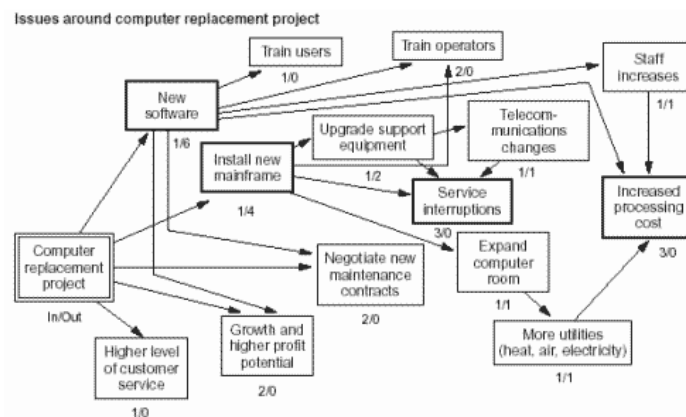 Issues around computer replacement project
Train users
1/0
Train operators
2/0
Staff
increases
1/1
New
software
1/6
Upgrade support
equipment
1/2
Telecom-
munications
changes
1/1
Install new
mainframe
1/4
Service
interruptions
3/0
Increased
processing
cost
3/0
Computer
replacement
project
In/Out
Negotiate new
maintenance
contracts
2/0
Expand
computer
room
1/1
Growth and
higher profit
potential
2/0
More utilities
(heat, air, electricity)
1/1
Higher level
of customer
service
1/0